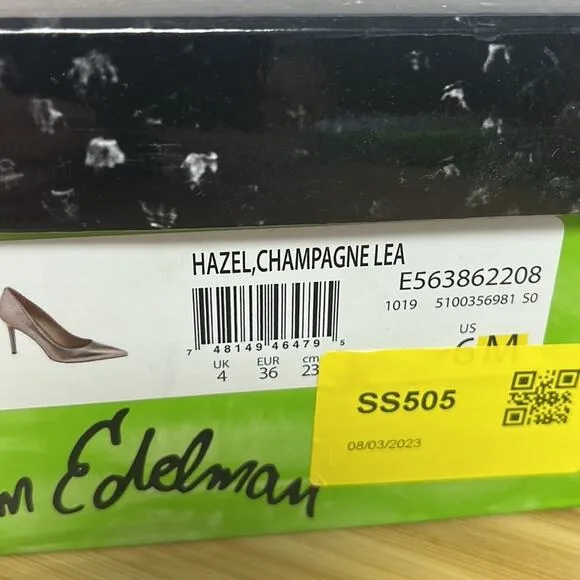 HAZEL,CHAMPAGNE LEA
E563862208
1019 5100356981 S0
7 48149 46479 5
UK EUR cm US
4 36 23 6 M
SS505
08/03/2023
m Edelman